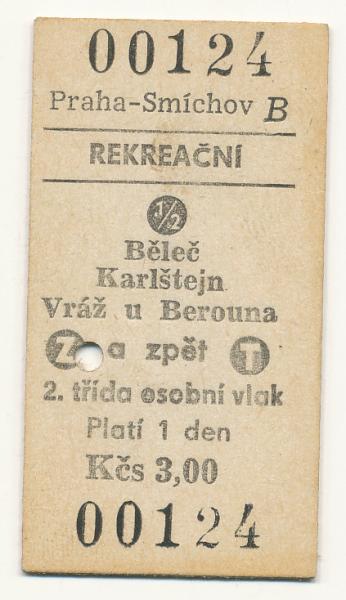 00124
Praha-Smíchov B
REKREAČNÍ
1/2
Běleč
Karlštejn
Vráž u Berouna
Z a zpět T
2. třída osobní vlak
Platí 1 den
Kčs 3,00
00124